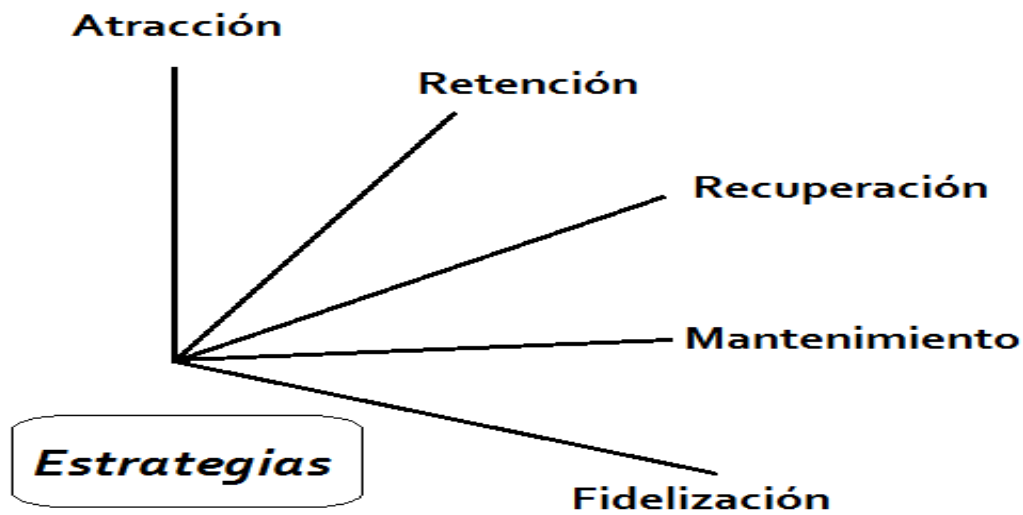 Atracción
Retención
Recuperación
Mantenimiento
Estrategias
Fidelización